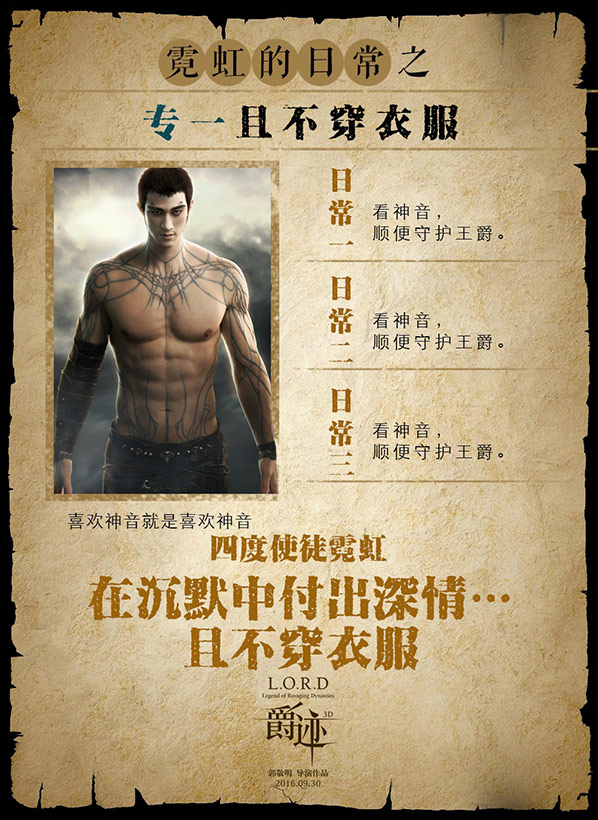 霓虹的日常之
专一且不穿衣服
日常一
看神音，
顺便守护王爵。
日常二
看神音，
顺便守护王爵。
日常三
看神音，
顺便守护王爵。
喜欢神音就是喜欢神音
四度使徒霓虹
在沉默中付出深情…
且不穿衣服
L.O.R.D
Legend of Ravaging Dynasties
爵迹 3D
郭敬明 导演作品
2016.09.30